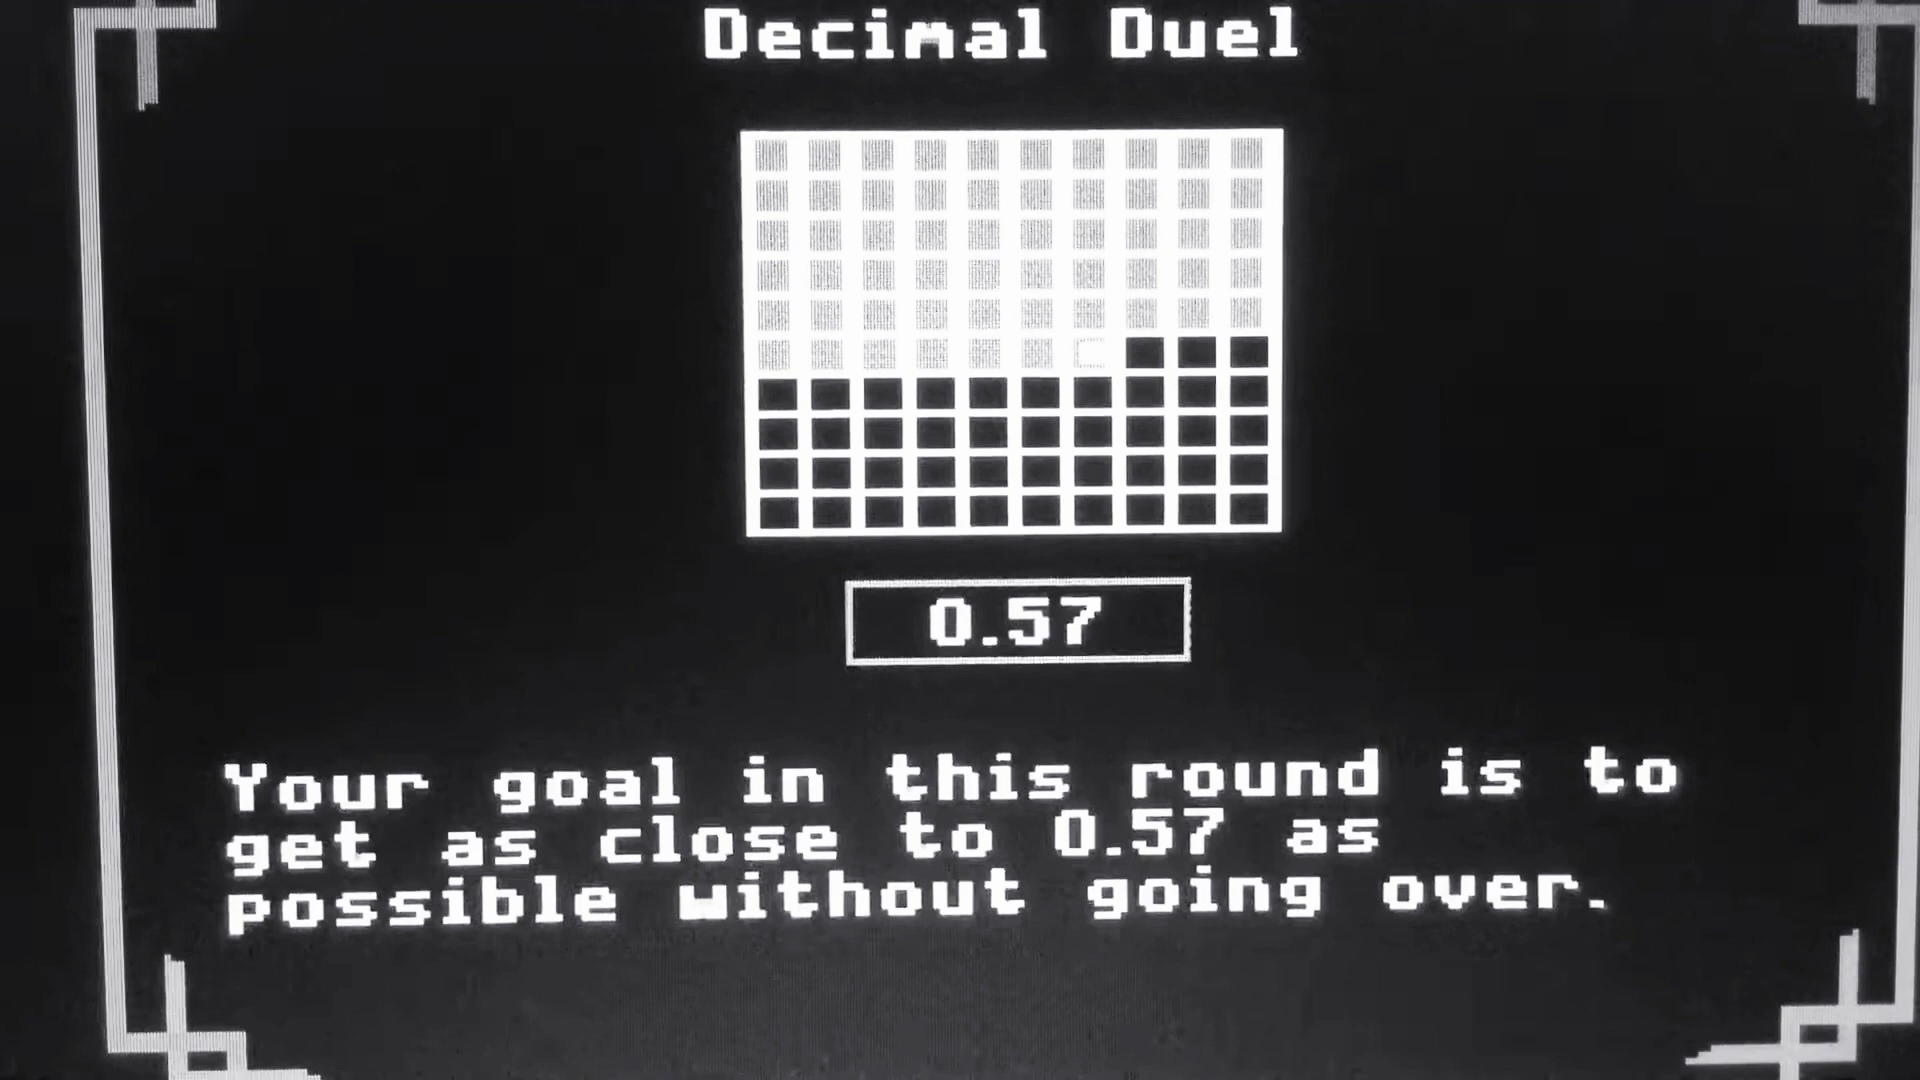 Decimal Duel
0.57
Your goal in this round is to
get as close to 0.57 as
possible without going over.